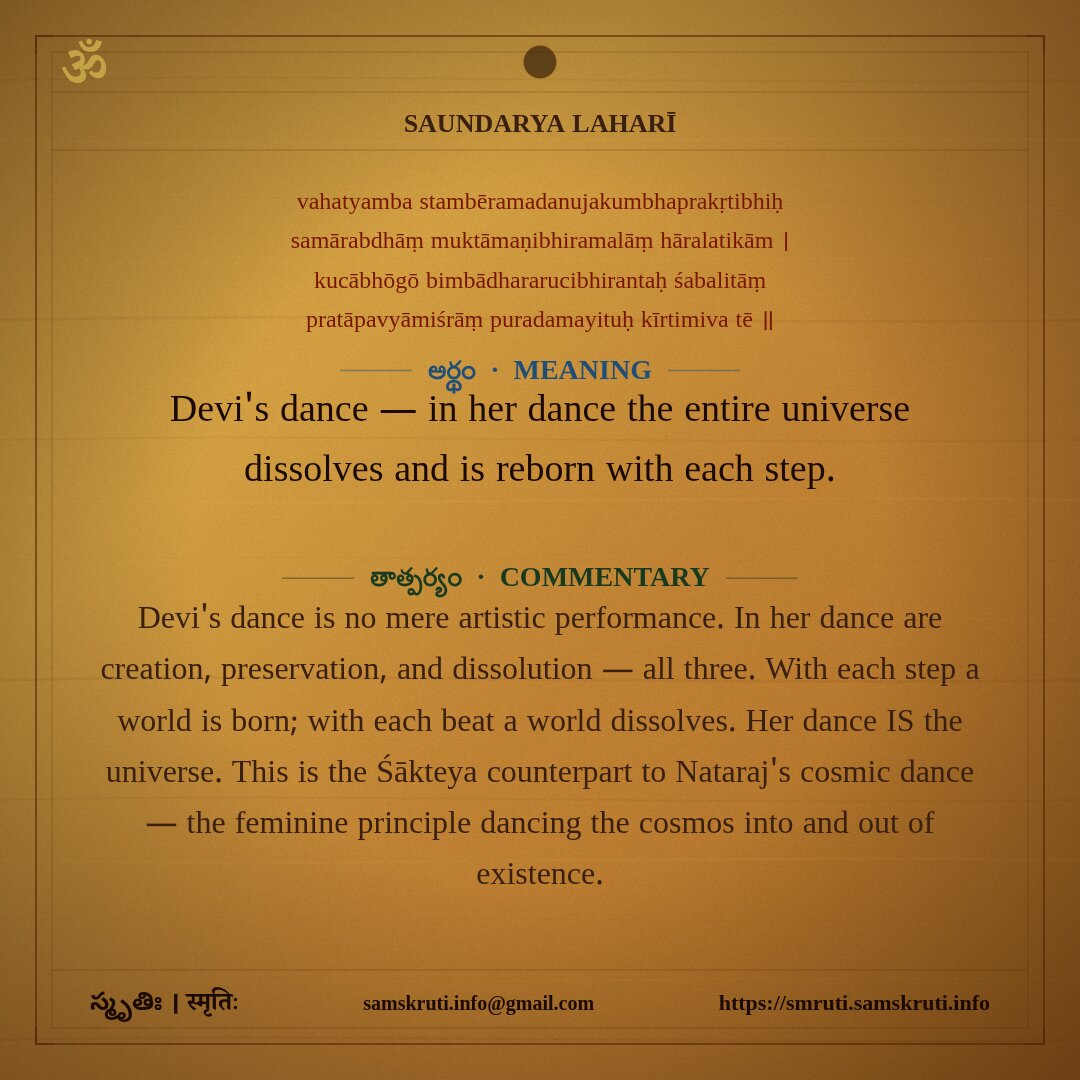 ॐ
SAUNDARYA LAHARĪ
vahatyamba stambēramadanujakumbhaprakṛtibhiḥ
samārabdhāṃ muktāmaṇibhiramalāṃ hāralatikām |
kucābhōgō bimbādhararucibhirantaḥ śabalitāṃ
pratāpavyāmiśrāṃ puradamayituḥ kīrtimiva tē ||
అర్థం · MEANING
Devi's dance — in her dance the entire universe
dissolves and is reborn with each step.
తాత్పర్యం · COMMENTARY
Devi's dance is no mere artistic performance. In her dance are
creation, preservation, and dissolution — all three. With each step a
world is born; with each beat a world dissolves. Her dance IS the
universe. This is the Śākteya counterpart to Nataraj's cosmic dance
— the feminine principle dancing the cosmos into and out of
existence.
స్మృతిః | स्मृतिः samskruti.info@gmail.com https://smruti.samskruti.info